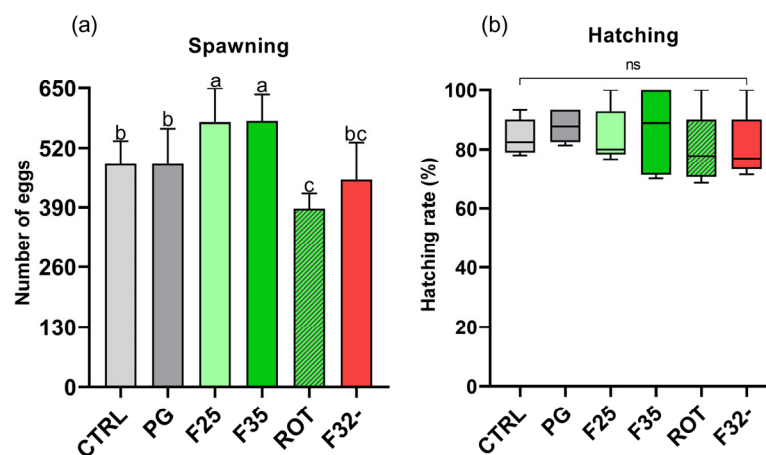 (a)
Spawning
Number of eggs
650
520
390
260
130
0
b
b
a
a
c
bc
CTRL
PG
F25
F35
ROT
F32-
(b)
Hatching
ns
Hatching rate (%)
100
80
60
40
20
0
CTRL
PG
F25
F35
ROT
F32-